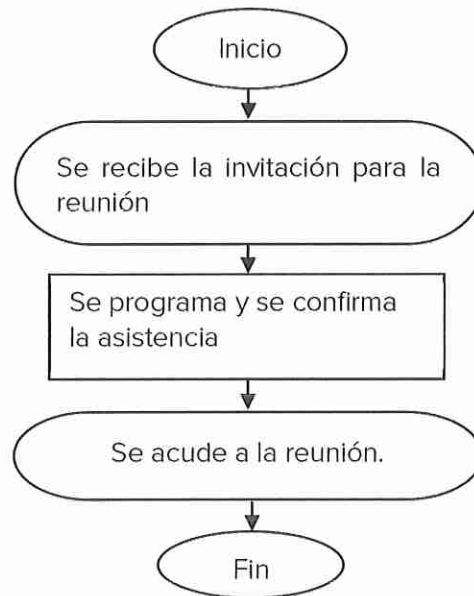 Inicio
Se recibe la invitación para la
reunión
Se programa y se confirma
la asistencia
Se acude a la reunión.
Fin